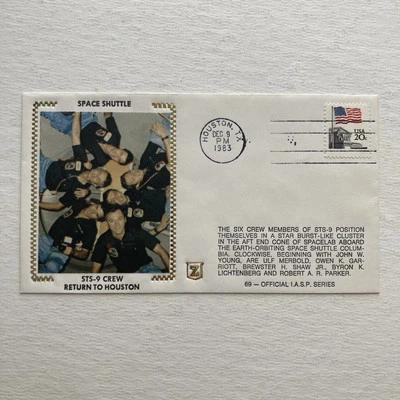 SPACE SHUTTLE
STS-9 CREW
RETURN TO HOUSTON
HOUSTON, TX
DEC 9
PM
1983
USA
20c
THE SIX CREW MEMBERS OF STS-9 POSITION
THEMSELVES IN A STAR BURST-LIKE CLUSTER
IN THE AFT END CONE OF SPACELAB ABOARD
THE EARTH-ORBITING SPACE SHUTTLE COLUM-
BIA. CLOCKWISE, BEGINNING WITH JOHN W.
YOUNG, ARE ULF MERBOLD, OWEN K. GAR-
RIOTT, BREWSTER H. SHAW JR., BYRON K.
LICHTENBERG AND ROBERT A. R. PARKER.
69 — OFFICIAL I.A.S.P. SERIES
Z